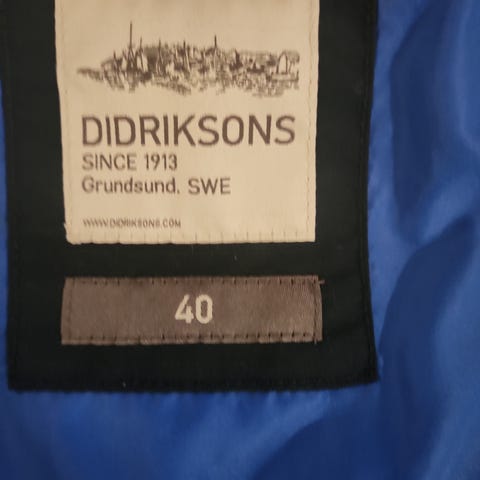 DIDRIKSONS
SINCE 1913
Grundsund. SWE
WWW.DIDRIKSONS.COM
40